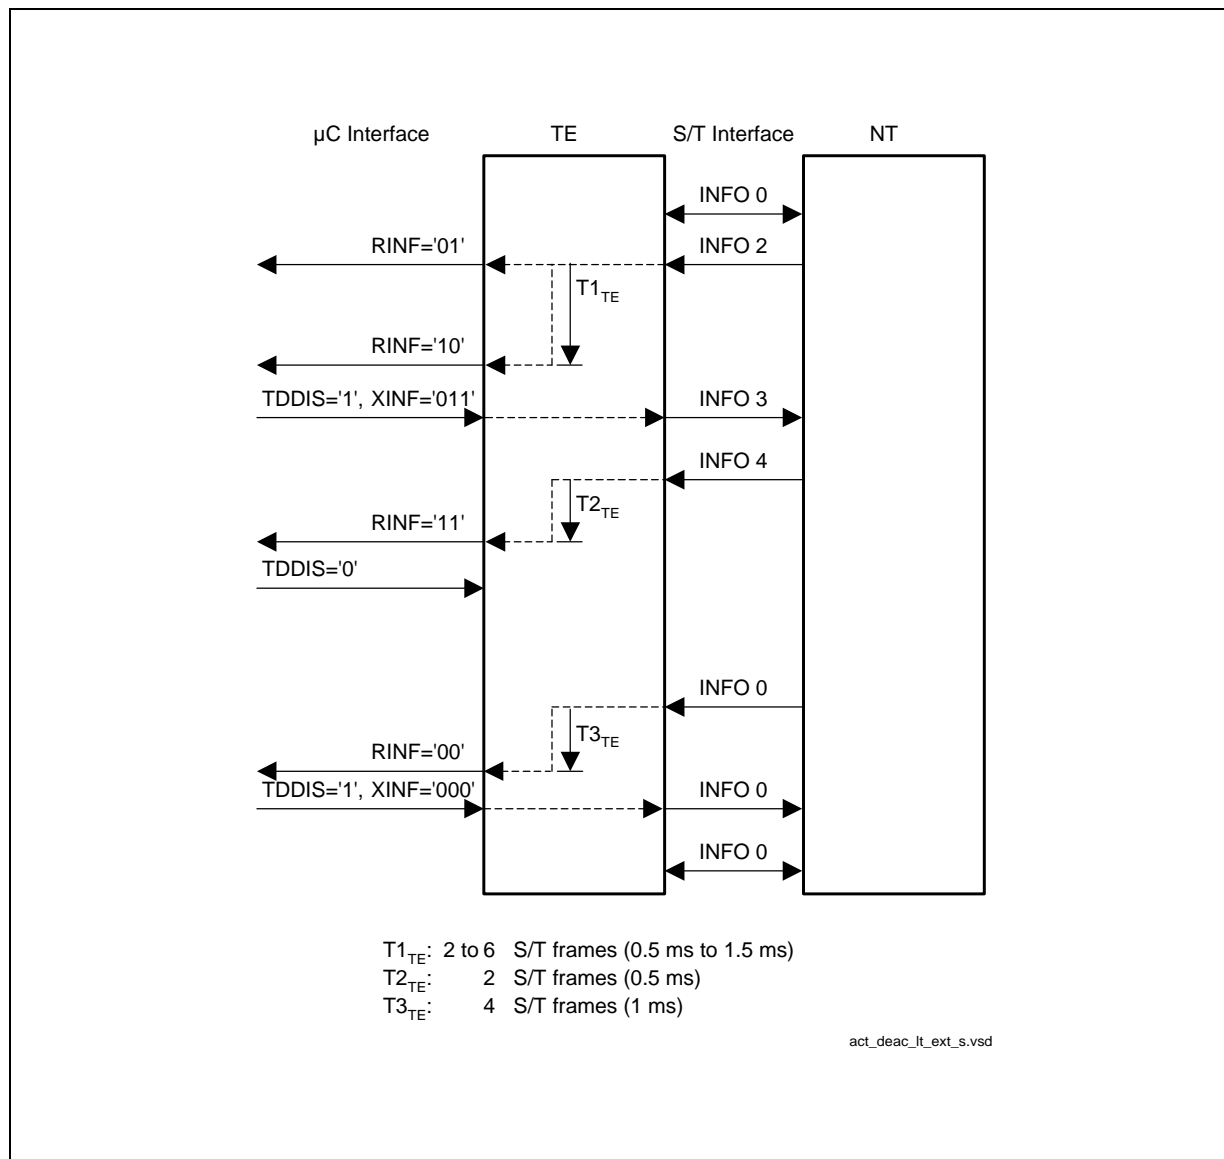 µC Interface TE S/T Interface NT
INFO 0
RINF='01' INFO 2
T1TE
RINF='10'
TDDIS='1', XINF='011' INFO 3
INFO 4
T2TE
RINF='11'
TDDIS='0'
INFO 0
T3TE
RINF='00'
TDDIS='1', XINF='000' INFO 0
INFO 0
T1TE: 2 to 6 S/T frames (0.5 ms to 1.5 ms)
T2TE: 2 S/T frames (0.5 ms)
T3TE: 4 S/T frames (1 ms)
act_deac_lt_ext_s.vsd